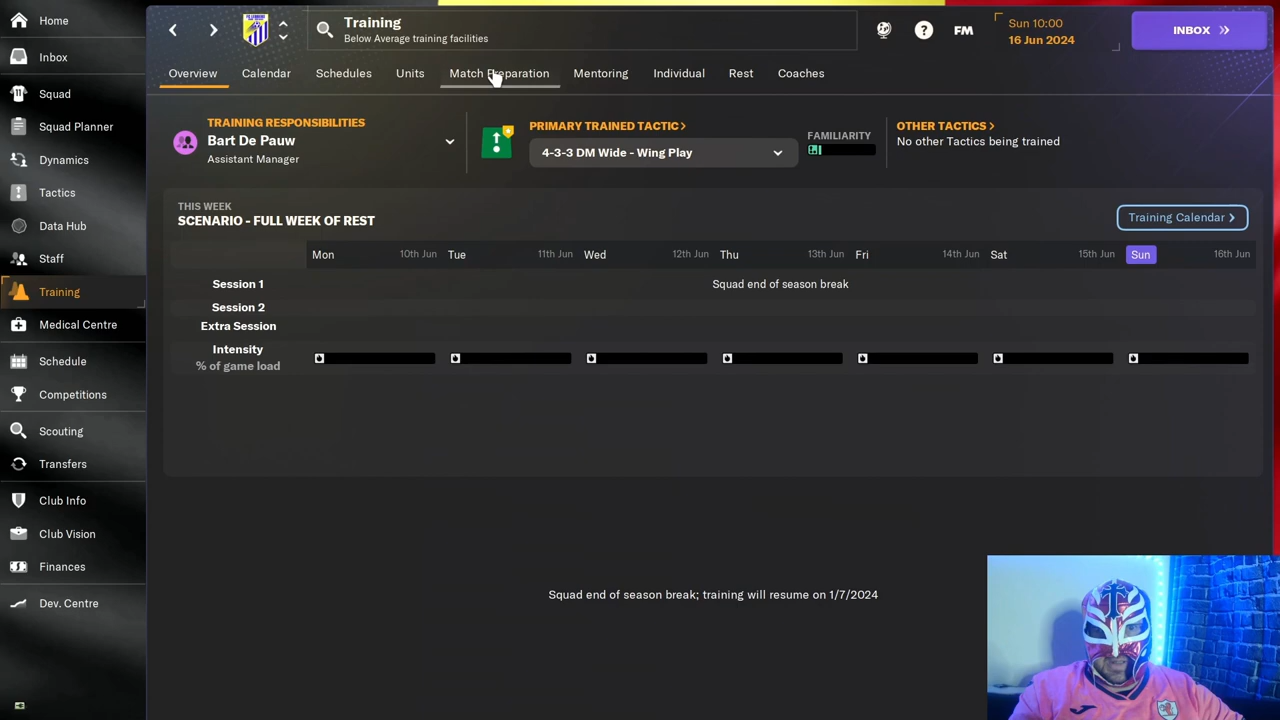 Home
Inbox
Squad
Squad Planner
Dynamics
Tactics
Data Hub
Staff
Training
Medical Centre
Schedule
Competitions
Scouting
Transfers
Club Info
Club Vision
Finances
Dev. Centre
Training
Below Average training facilities
FM
Sun 10:00
16 Jun 2024
INBOX
Overview Calendar Schedules Units Match Preparation Mentoring Individual Rest Coaches
TRAINING RESPONSIBILITIES
Bart De Pauw
Assistant Manager
PRIMARY TRAINED TACTIC >
4-3-3 DM Wide - Wing Play
FAMILIARITY
OTHER TACTICS >
No other Tactics being trained
THIS WEEK
SCENARIO - FULL WEEK OF REST
Training Calendar >
Mon 10th Jun Tue 11th Jun Wed 12th Jun Thu 13th Jun Fri 14th Jun Sat 15th Jun Sun 16th Jun
Session 1 Squad end of season break
Session 2
Extra Session
Intensity
% of game load
Squad end of season break; training will resume on 1/7/2024